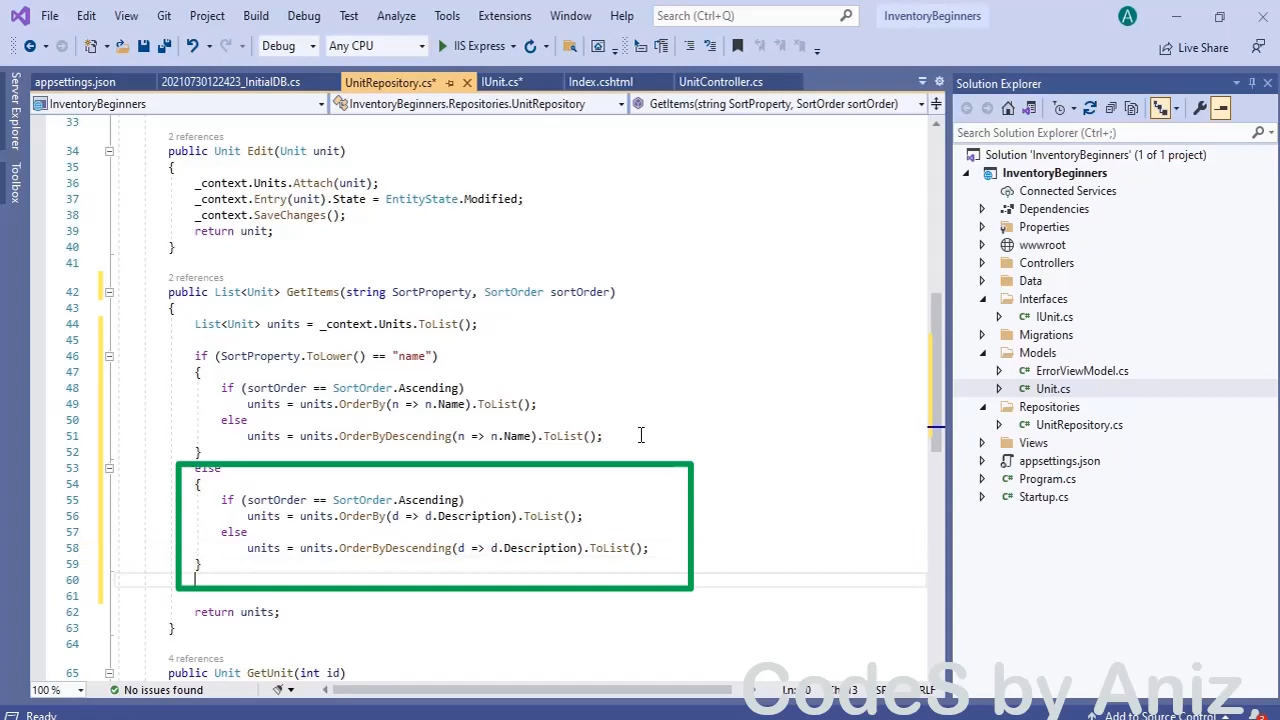 File Edit View Git Project Build Debug Test Analyze Tools Extensions Window Help Search (Ctrl+Q) InventoryBeginners A
Debug Any CPU IIS Express Live Share
appsettings.json 20210730122423_InitialDB.cs UnitRepository.cs* IUnit.cs* Index.cshtml UnitController.cs
InventoryBeginners InventoryBeginners.Repositories.UnitRepository GetItems(string SortProperty, SortOrder sortOrder)
Server Explorer
Toolbox
33
2 references
34 public Unit Edit(Unit unit)
35 {
36 _context.Units.Attach(unit);
37 _context.Entry(unit).State = EntityState.Modified;
38 _context.SaveChanges();
39 return unit;
40 }
41
2 references
42 public List<Unit> GetItems(string SortProperty, SortOrder sortOrder)
43 {
44 List<Unit> units = _context.Units.ToList();
45
46 if (SortProperty.ToLower() == "name")
47 {
48 if (sortOrder == SortOrder.Ascending)
49 units = units.OrderBy(n => n.Name).ToList();
50 else
51 units = units.OrderByDescending(n => n.Name).ToList();
52 }
53 else
54 {
55 if (sortOrder == SortOrder.Ascending)
56 units = units.OrderBy(d => d.Description).ToList();
57 else
58 units = units.OrderByDescending(d => d.Description).ToList();
59 }
60
61
62 return units;
63 }
64
4 references
65 public Unit GetUnit(int id)
100 % No issues found
Ready Add to Source Control
Solution Explorer
Search Solution Explorer (Ctrl+;)
Solution 'InventoryBeginners' (1 of 1 project)
InventoryBeginners
Connected Services
Dependencies
Properties
wwwroot
Controllers
Data
Interfaces
IUnit.cs
Migrations
Models
ErrorViewModel.cs
Unit.cs
Repositories
UnitRepository.cs
Views
appsettings.json
Program.cs
Startup.cs
CodeS by Aniz.